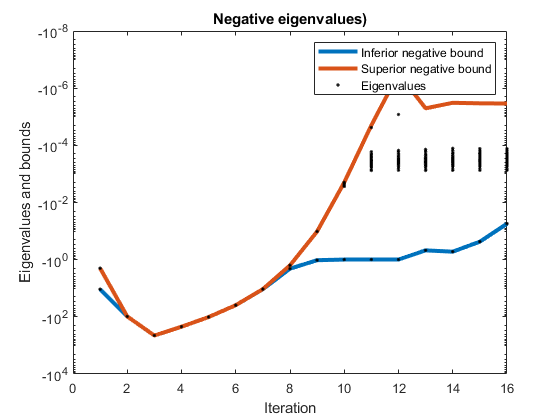 Negative eigenvalues)
-10^-8
-10^-6
-10^-4
-10^-2
-10^0
-10^2
-10^4
Eigenvalues and bounds
Inferior negative bound
Superior negative bound
Eigenvalues
0 2 4 6 8 10 12 14 16
Iteration